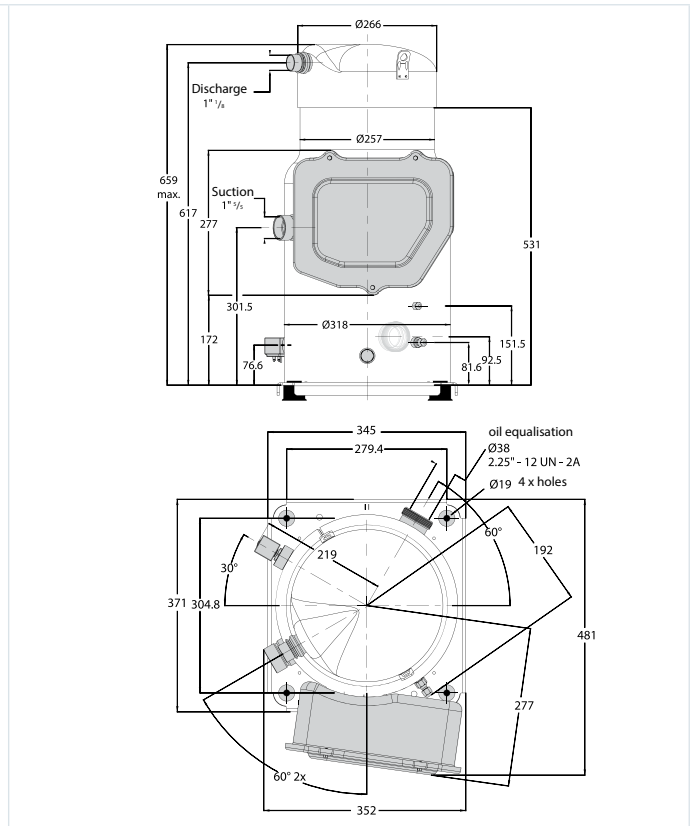 Ø266
Discharge
1" 1/8
Ø257
659
max.
617
277
Suction
1" 5/5
531
301.5
Ø318
172
151.5
76.6
81.6
92.5
345
279.4
oil equalisation
Ø38
2.25" - 12 UN - 2A
Ø19 4 x holes
60°
219
192
30°
371
304.8
481
277
60° 2x
352